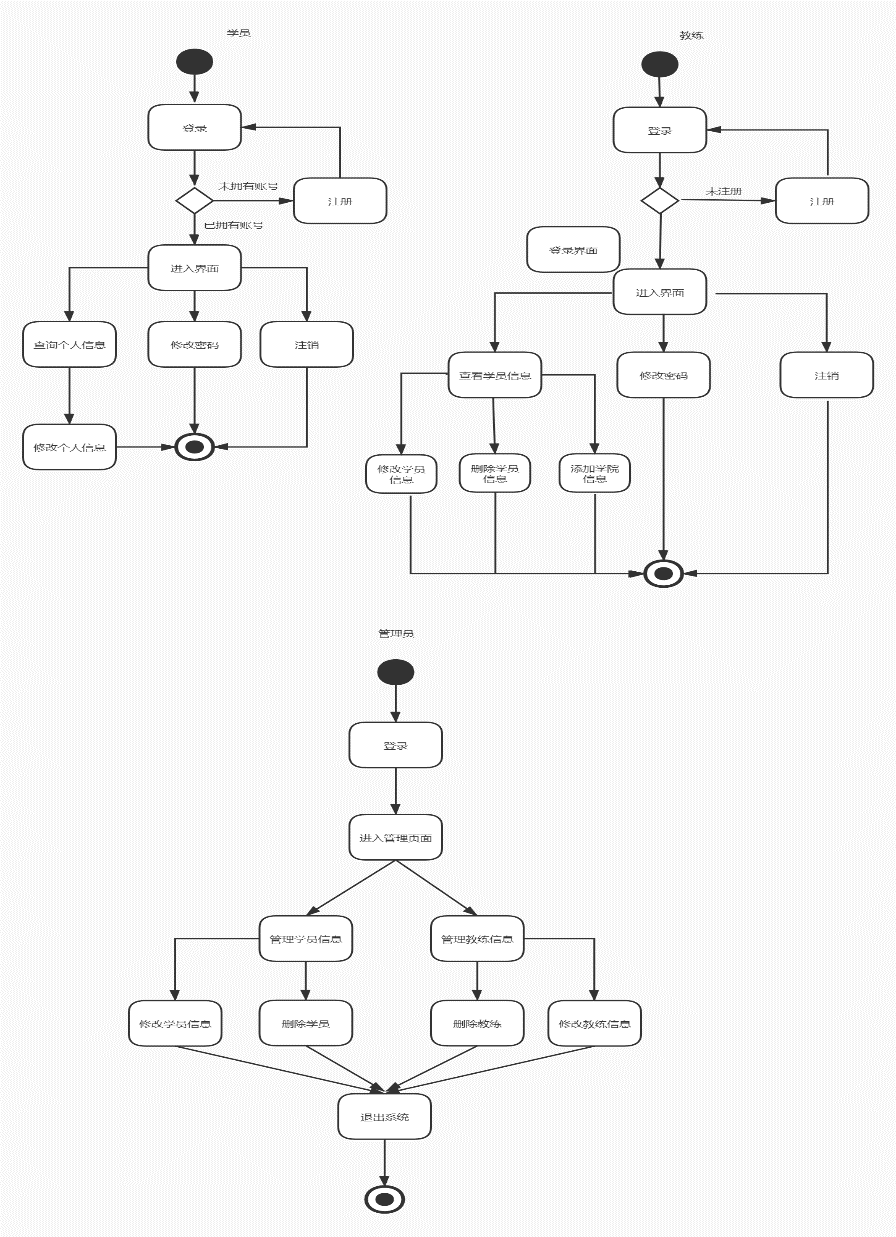 学员
登录
未拥有账号
注册
已拥有账号
进入界面
查询个人信息
修改密码
注销
修改个人信息
教练
登录
未注册
注册
登录界面
进入界面
查看学员信息
修改密码
注销
修改学员
信息
删除学员
信息
添加学院
信息
管理员
登录
进入管理页面
管理学员信息
管理教练信息
修改学员信息
删除学员
删除教练
修改教练信息
退出系统